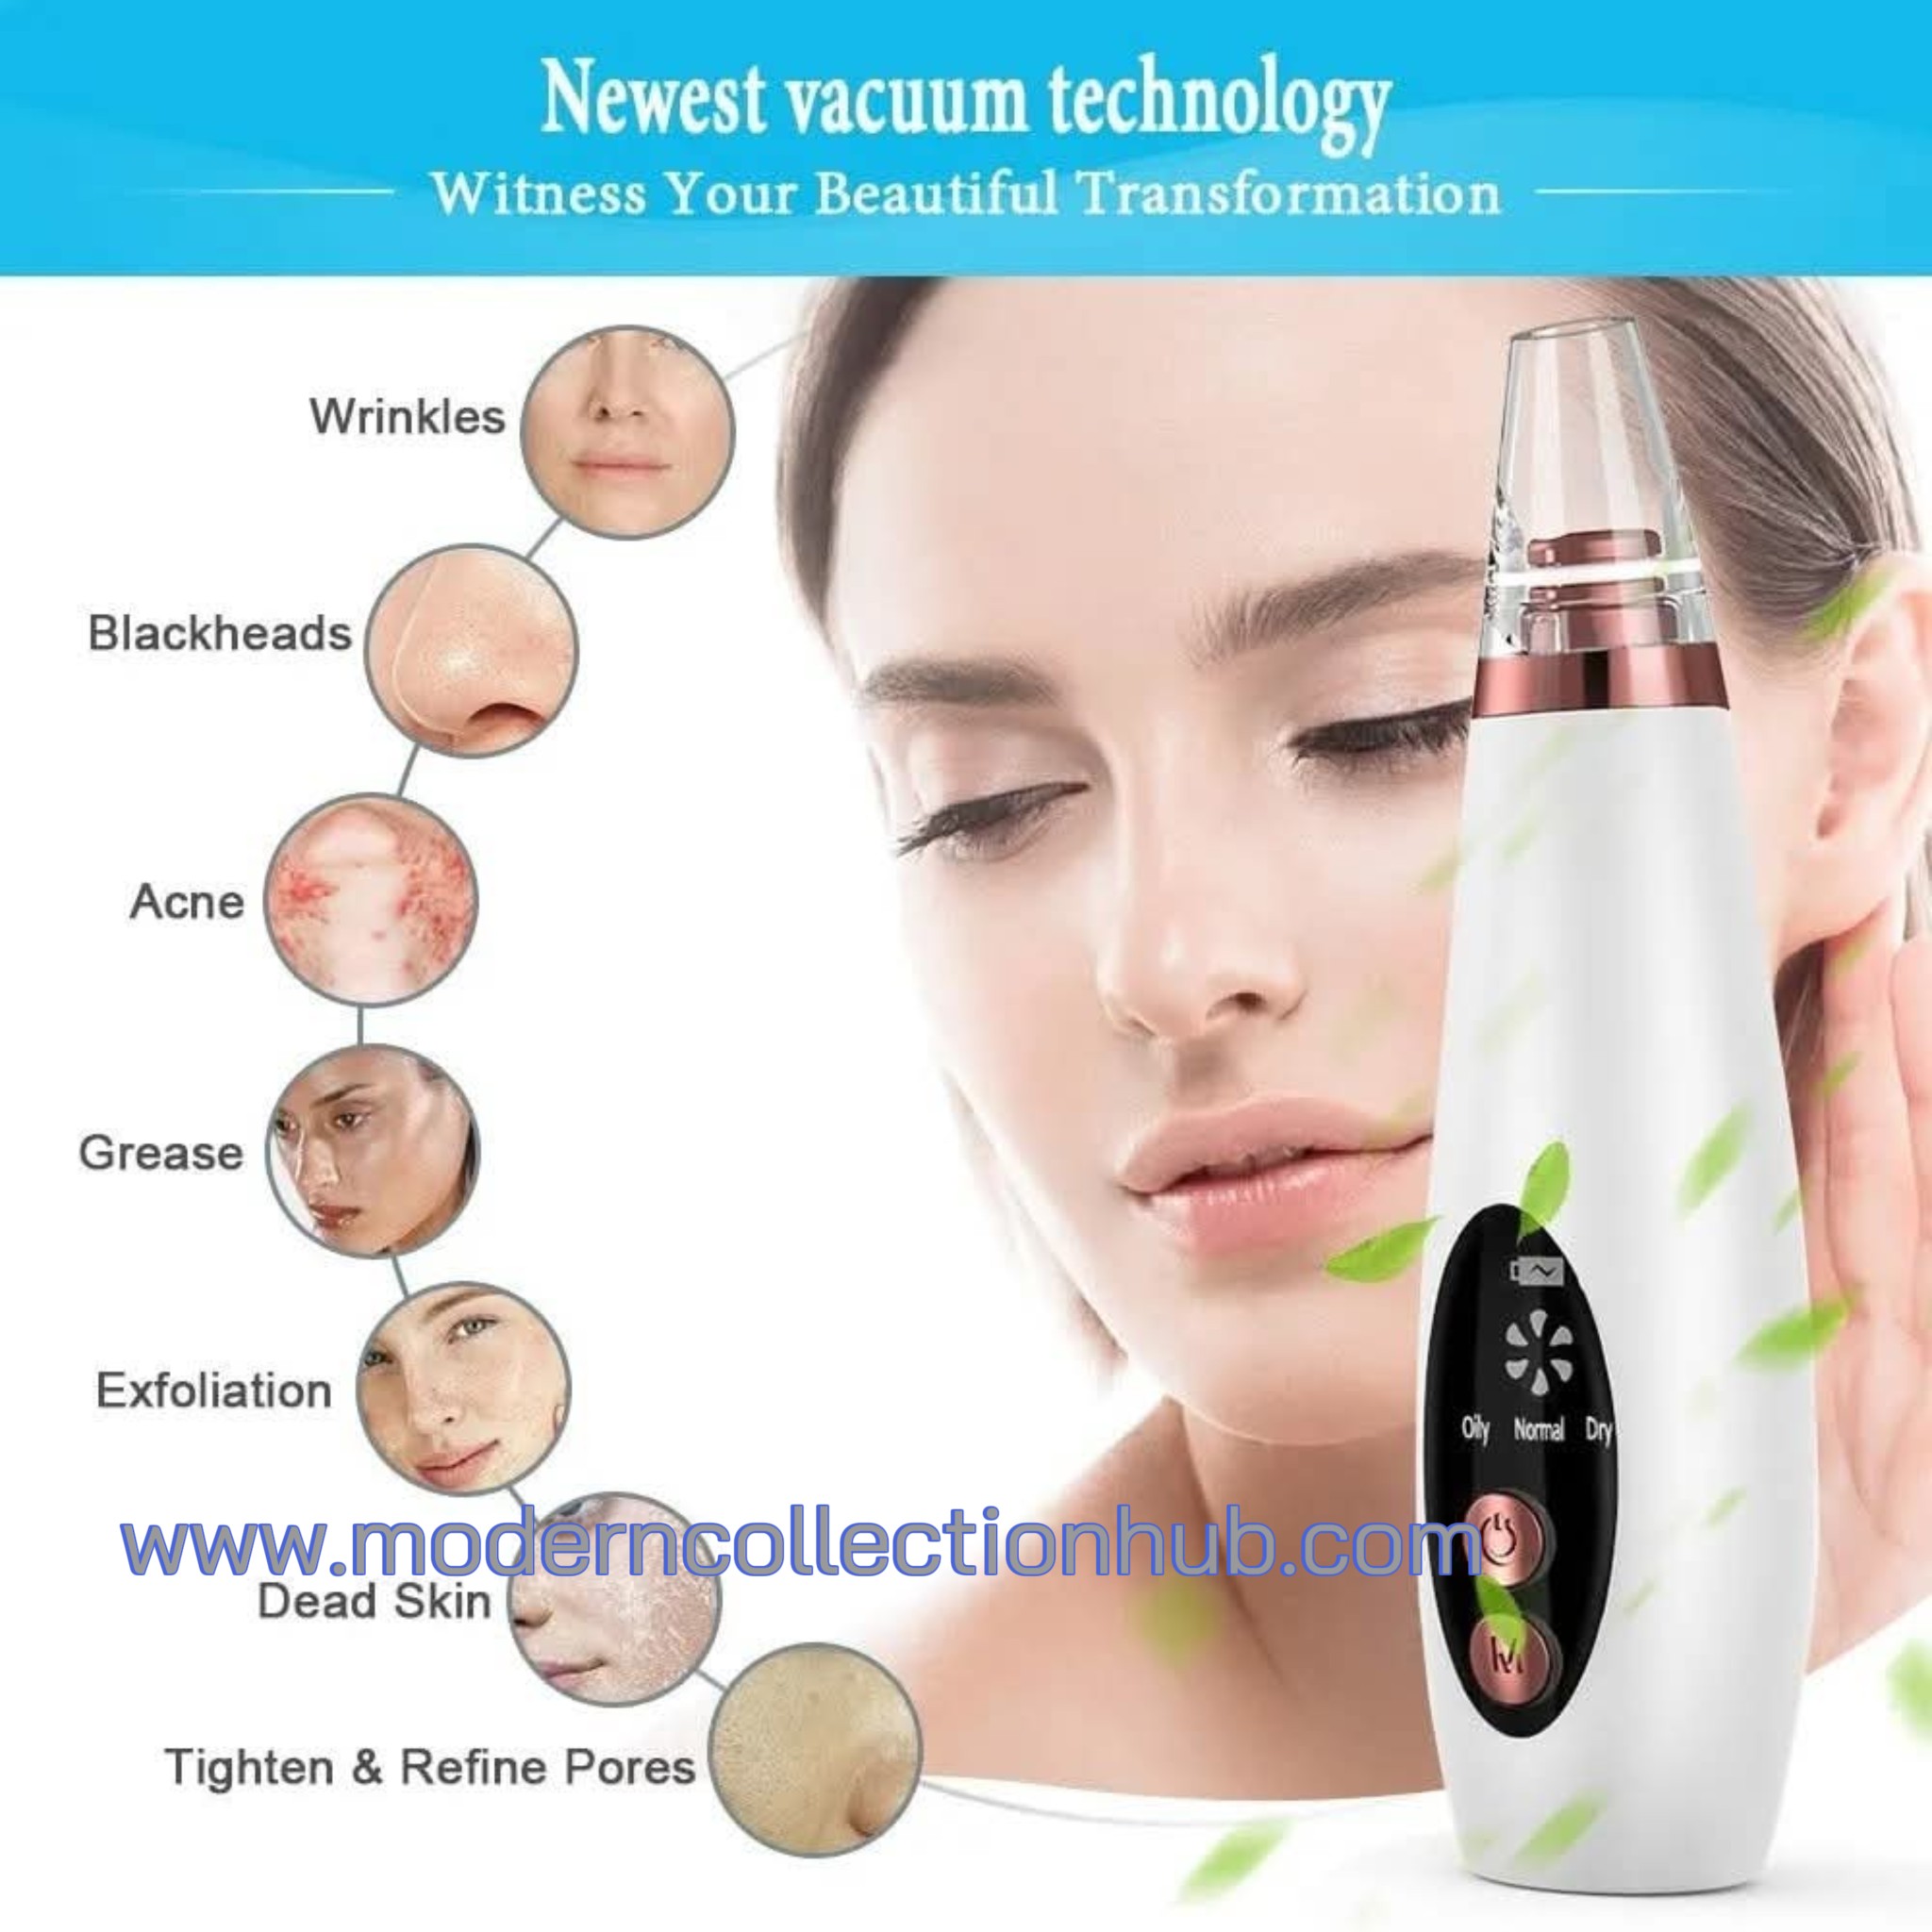 Newest vacuum technology
Witness Your Beautiful Transformation
Wrinkles
Blackheads
Acne
Grease
Exfoliation
Oily Normal Dry
www.moderncollectionhub.com
Dead Skin
M
Tighten & Refine Pores